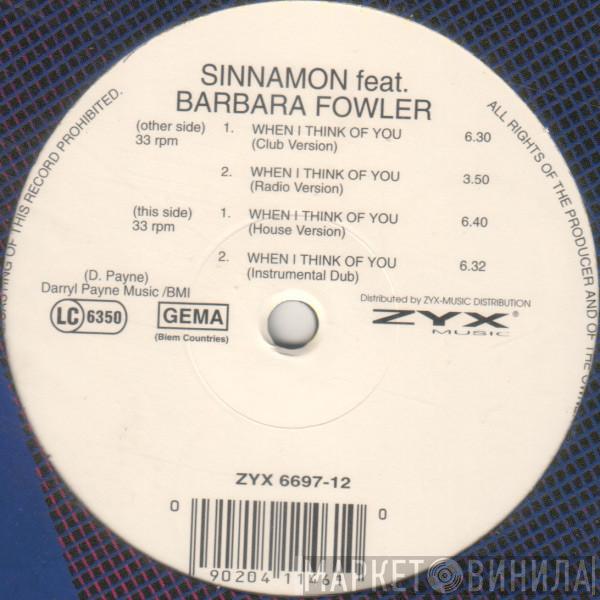 SINNAMON feat.
BARBARA FOWLER
(other side) 1. WHEN I THINK OF YOU 6.30
33 rpm (Club Version)
2. WHEN I THINK OF YOU 3.50
(Radio Version)
(this side) 1. WHEN I THINK OF YOU 6.40
33 rpm (House Version)
2. WHEN I THINK OF YOU 6.32
(Instrumental Dub)
(D. Payne)
Darryl Payne Music /BMI
LC 6350
GEMA
(Biem Countries)
Distributed by ZYX-MUSIC DISTRIBUTION
ZYX®
MUSIC
ZYX 6697-12
0 0
90204 11464
OF THIS RECORD PROHIBITED.
ALL RIGHTS OF THE PRODUCER AND OF THE
МАРКЕТ ВИНИЛА